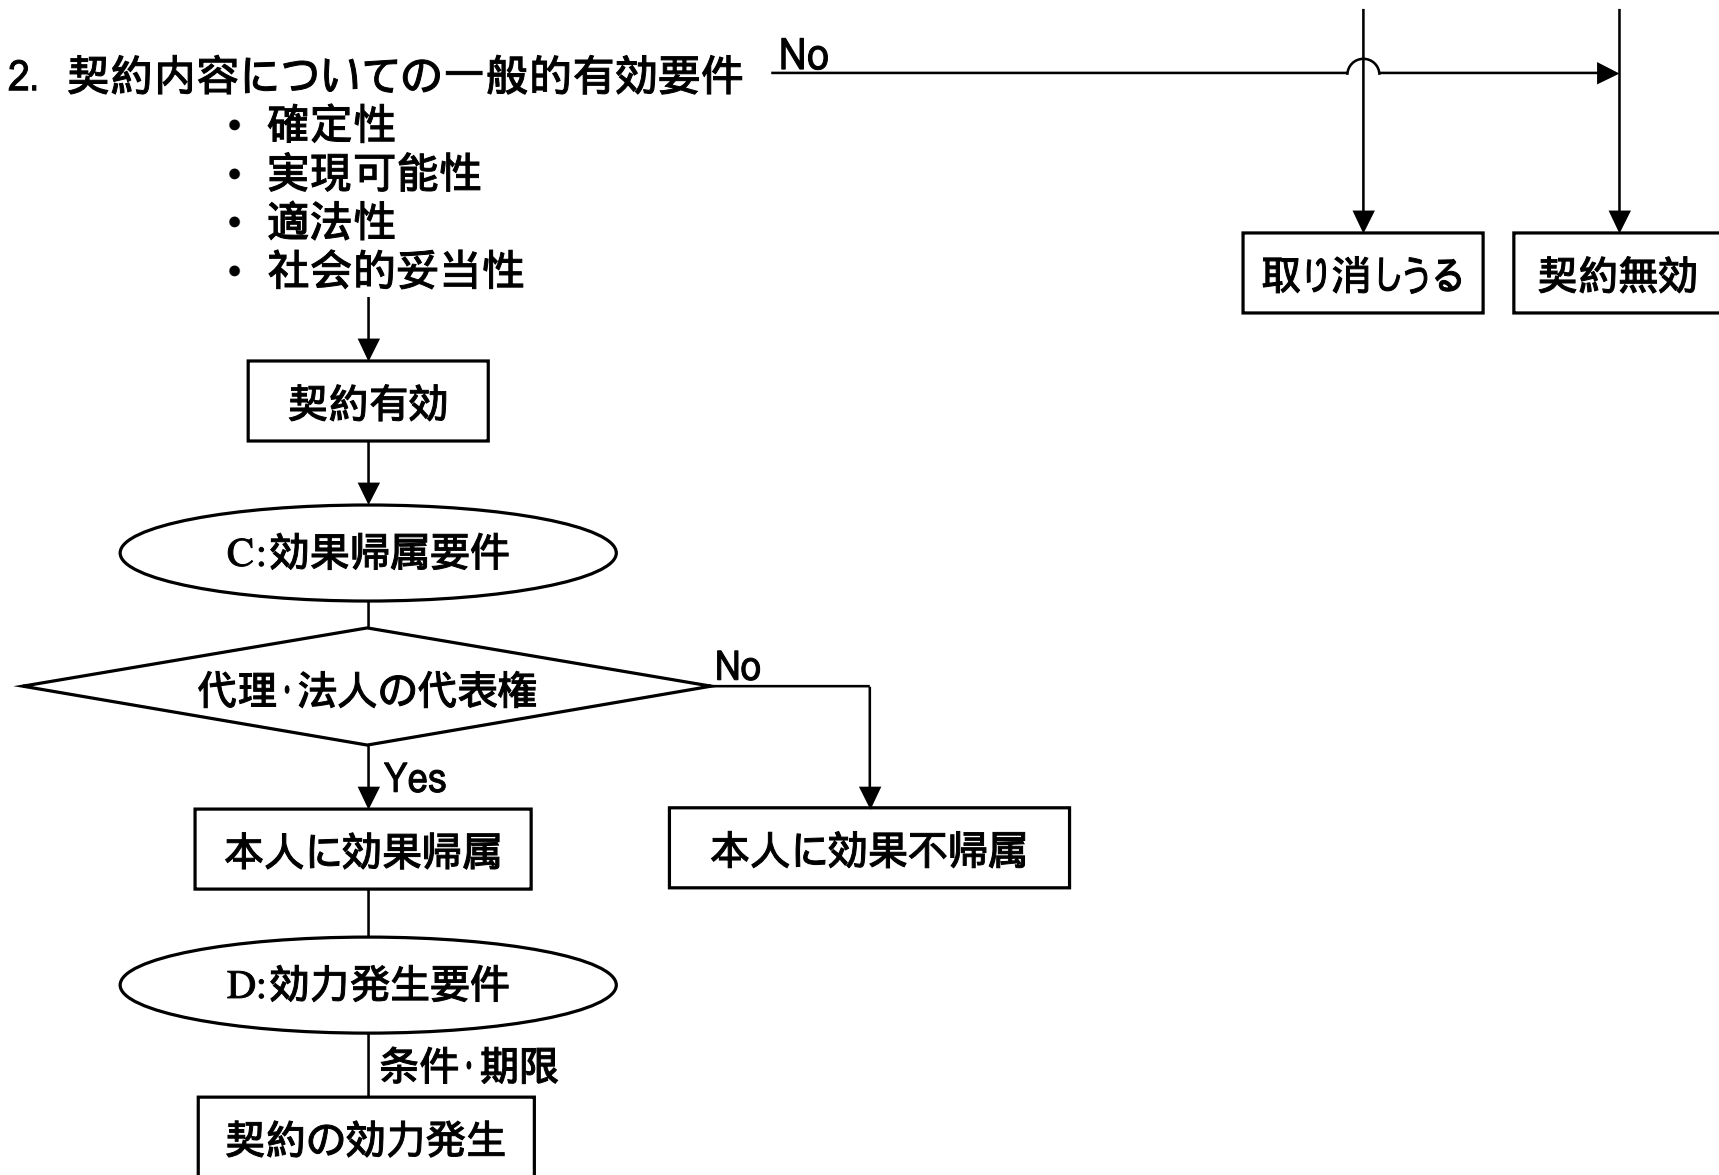 2. 契約内容についての一般的有効要件
No
・ 確定性
・ 実現可能性
・ 適法性
・ 社会的妥当性
取り消しうる
契約無効
契約有効
C:効果帰属要件
代理・法人の代表権
No
Yes
本人に効果帰属
本人に効果不帰属
D:効力発生要件
条件・期限
契約の効力発生